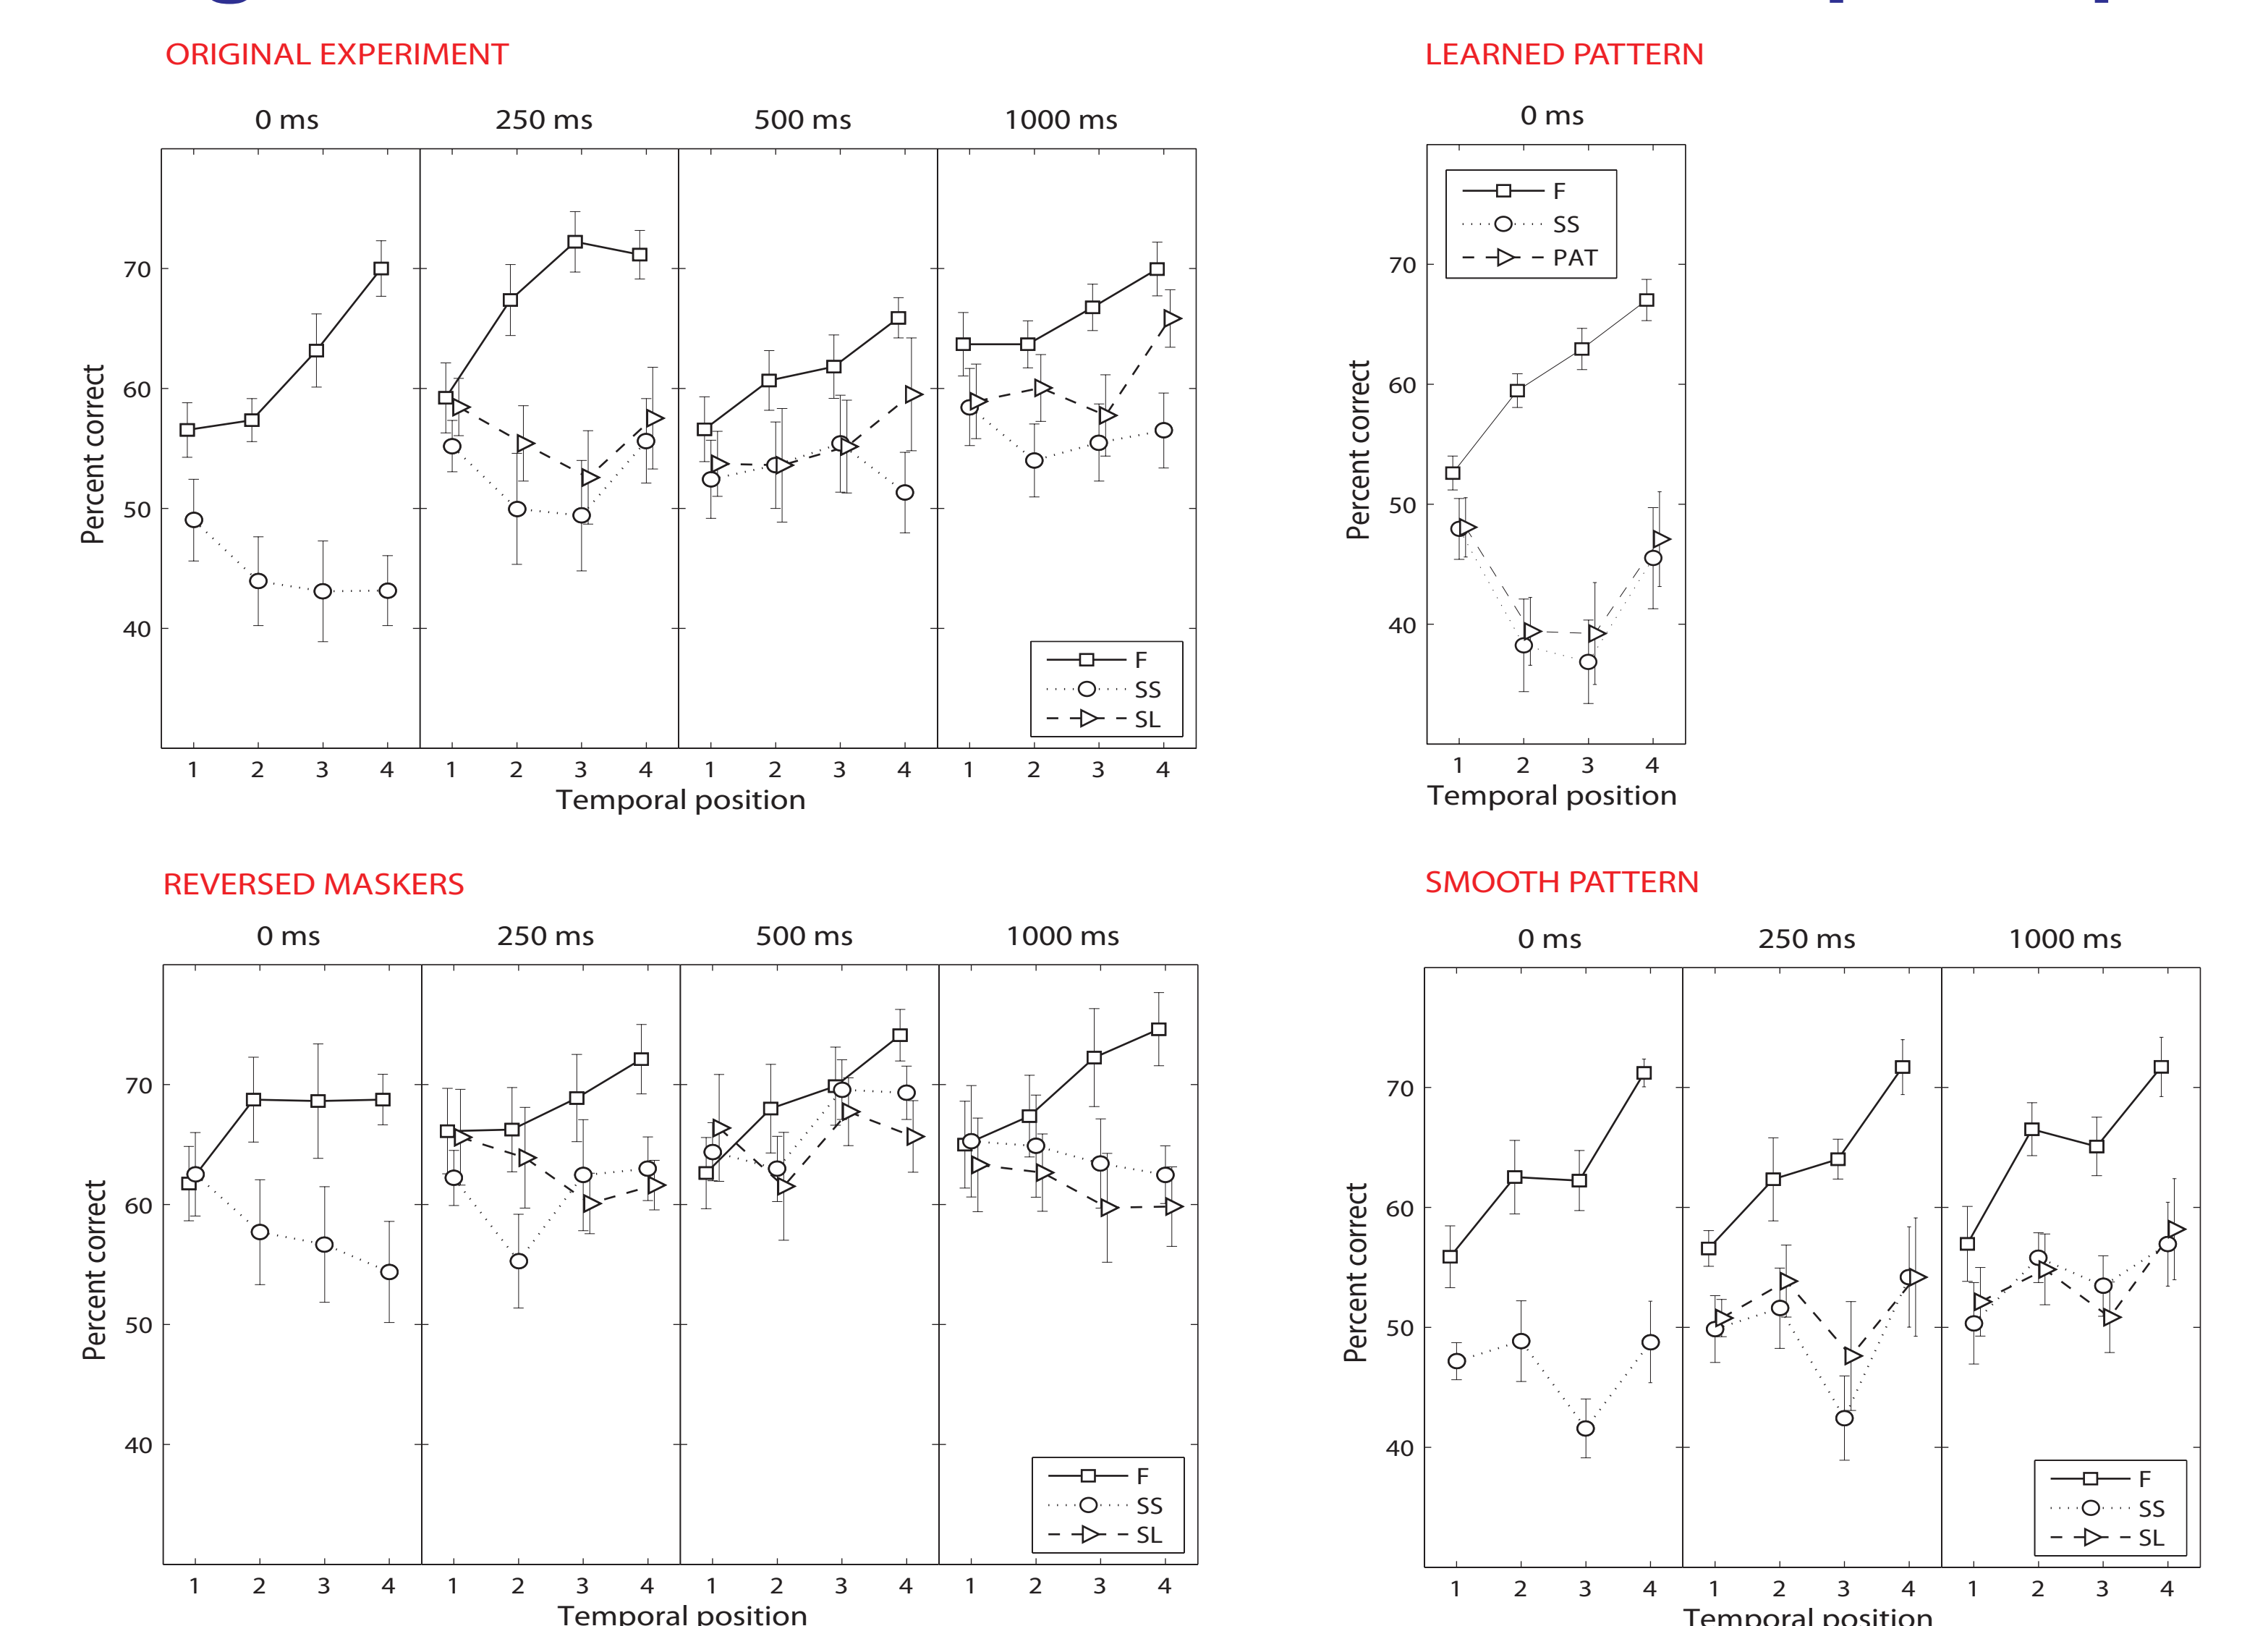 ORIGINAL EXPERIMENT
0 ms 250 ms 500 ms 1000 ms
Percent correct
70
60
50
40
F
SS
SL
1 2 3 4 1 2 3 4 1 2 3 4 1 2 3 4
Temporal position
LEARNED PATTERN
0 ms
F
SS
PAT
Percent correct
70
60
50
40
1 2 3 4
Temporal position
REVERSED MASKERS
0 ms 250 ms 500 ms 1000 ms
Percent correct
70
60
50
40
F
SS
SL
1 2 3 4 1 2 3 4 1 2 3 4 1 2 3 4
Temporal position
SMOOTH PATTERN
0 ms 250 ms 1000 ms
Percent correct
70
60
50
40
F
SS
SL
1 2 3 4 1 2 3 4 1 2 3 4
Temporal position